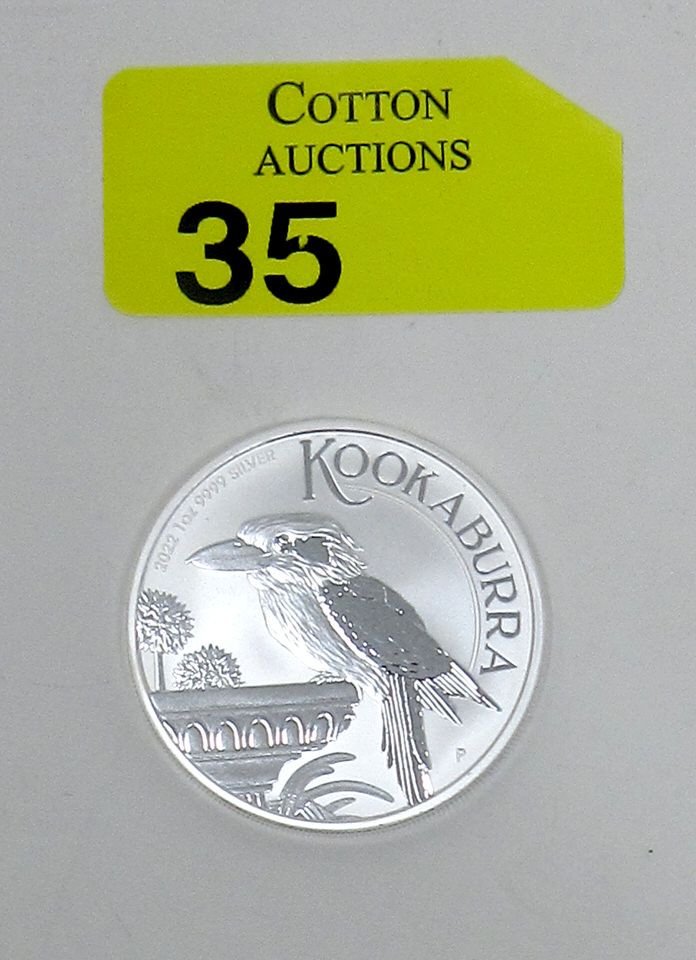 COTTON
AUCTIONS
35
2022 1oz 9999 SILVER
KOOKABURRA
P